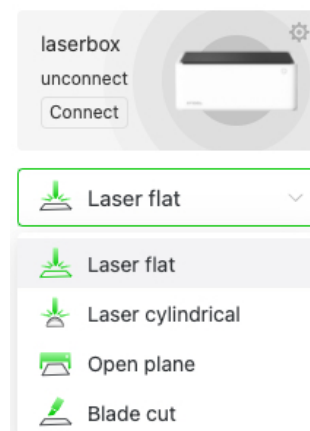 laserbox
unconnect
Connect
Laser flat
Laser flat
Laser cylindrical
Open plane
Blade cut